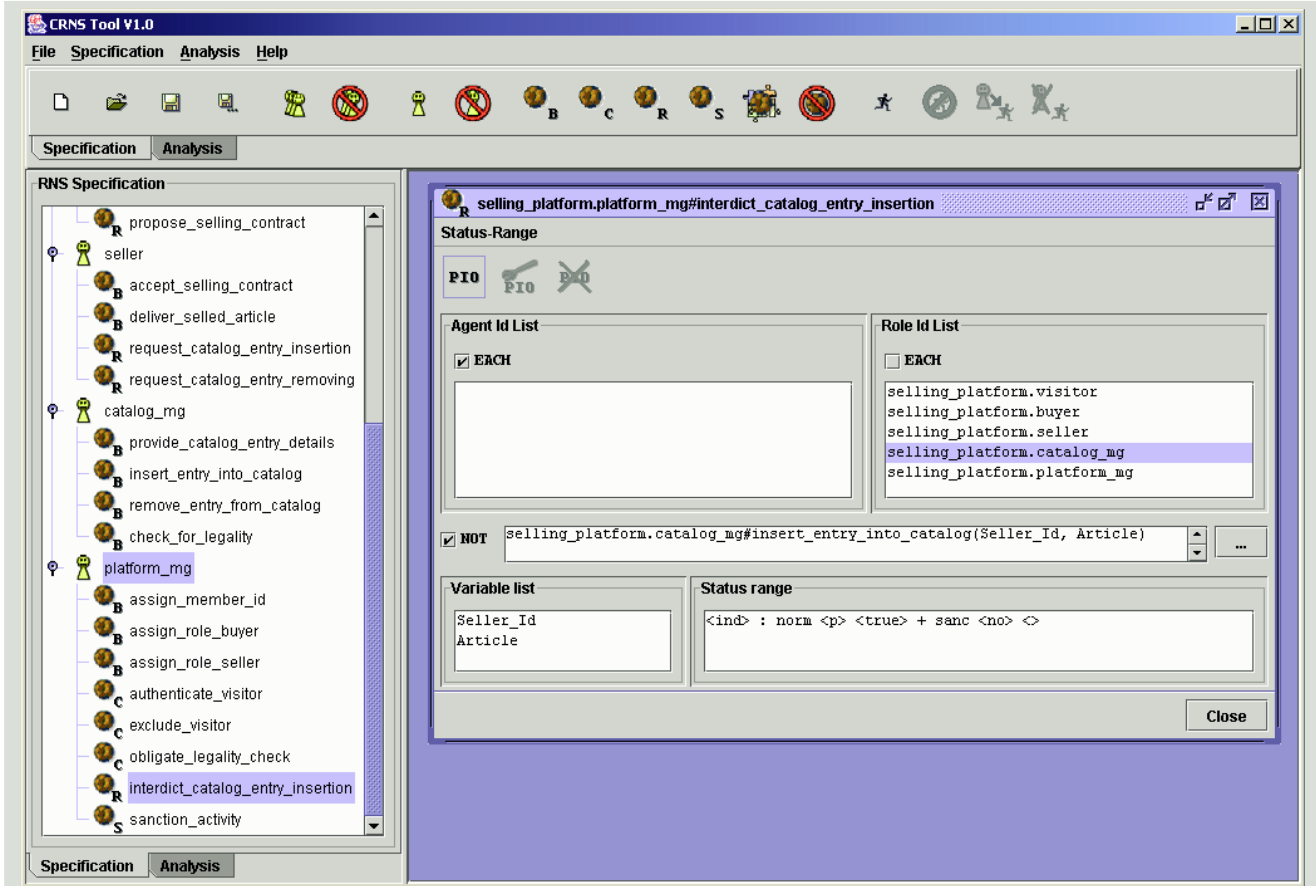 CRNS Tool V1.0
File Specification Analysis Help
B C R S
Specification Analysis
RNS Specification
R propose_selling_contract
seller
B accept_selling_contract
B deliver_selled_article
R request_catalog_entry_insertion
R request_catalog_entry_removing
catalog_mg
B provide_catalog_entry_details
B insert_entry_into_catalog
B remove_entry_from_catalog
B check_for_legality
platform_mg
B assign_member_id
B assign_role_buyer
B assign_role_seller
C authenticate_visitor
C exclude_visitor
C obligate_legality_check
R interdict_catalog_entry_insertion
S sanction_activity
Specification Analysis
R selling_platform.platform_mg#interdict_catalog_entry_insertion
Status-Range
PIO PIO PIO
Agent Id List
EACH
Role Id List
EACH
selling_platform.visitor
selling_platform.buyer
selling_platform.seller
selling_platform.catalog_mg
selling_platform.platform_mg
NOT selling_platform.catalog_mg#insert_entry_into_catalog(Seller_Id, Article) ...
Variable list
Seller_Id
Article
Status range
<ind> : norm <p> <true> + sanc <no> <>
Close